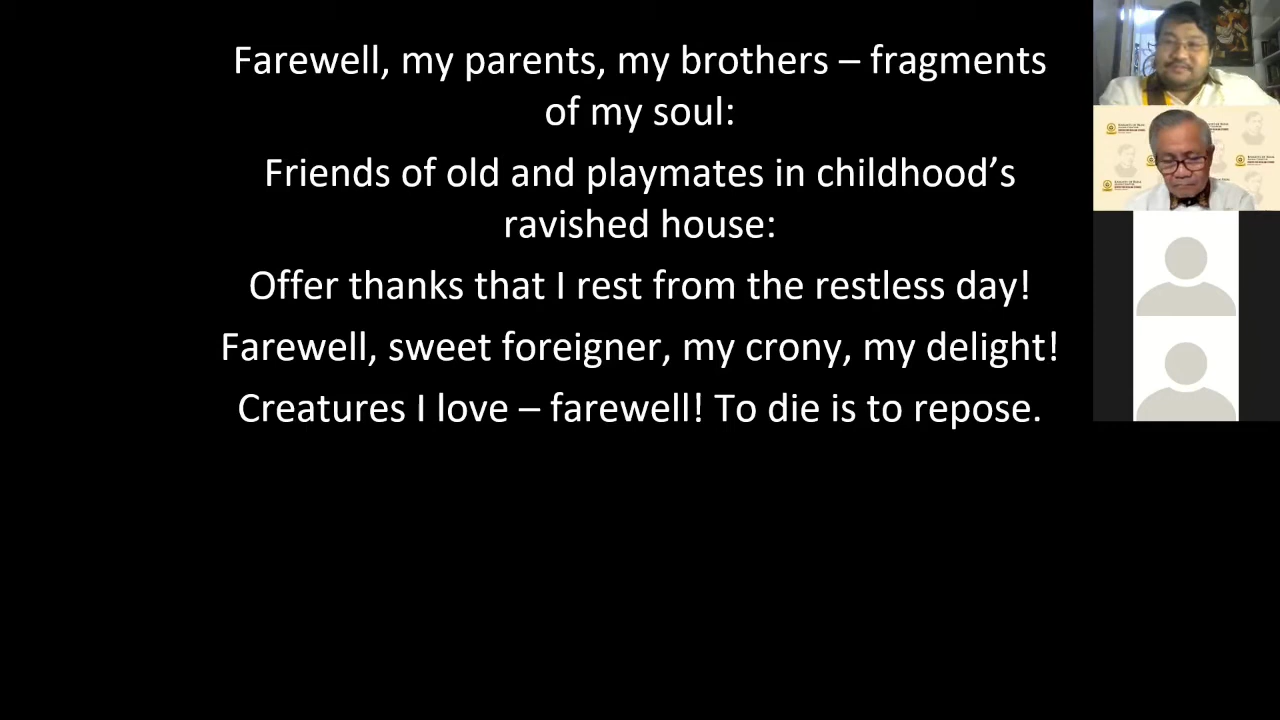 Farewell, my parents, my brothers – fragments
of my soul:
Friends of old and playmates in childhood’s
ravished house:
Offer thanks that I rest from the restless day!
Farewell, sweet foreigner, my crony, my delight!
Creatures I love – farewell! To die is to repose.